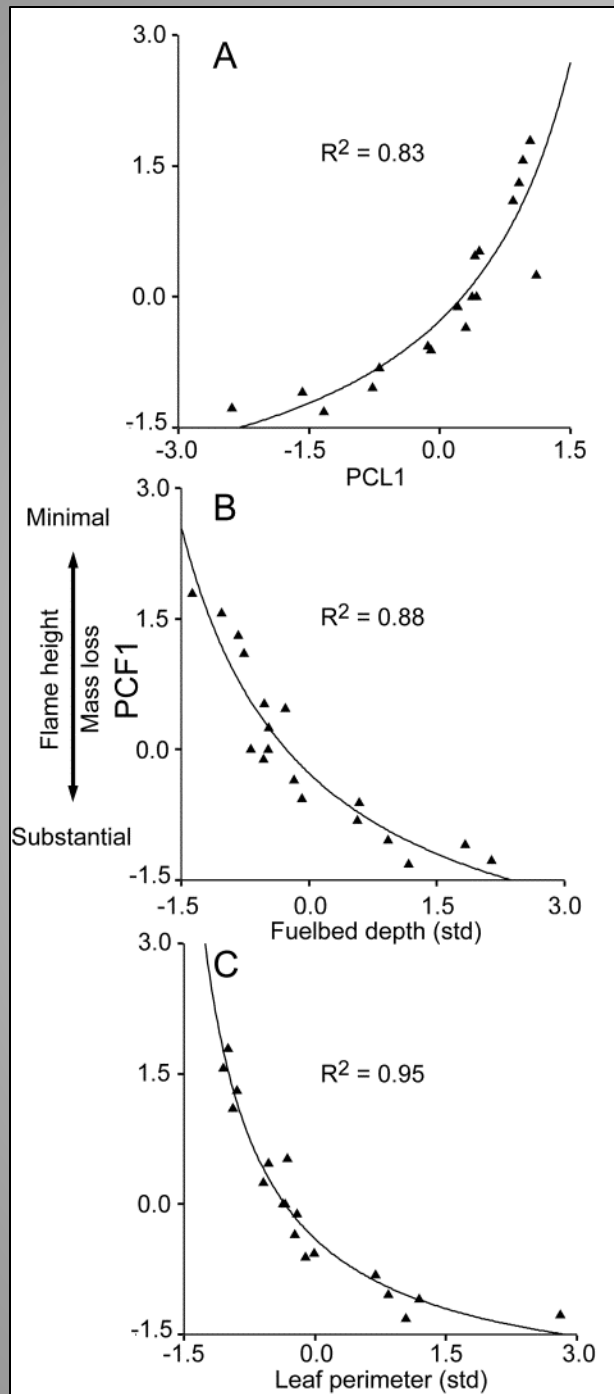 A
3.0
1.5
0.0
-1.5
R2 = 0.83
-3.0 -1.5 0.0 1.5
PCL1
B
3.0
1.5
0.0
-1.5
R2 = 0.88
Minimal
Flame height
Mass loss
PCF1
Substantial
-1.5 0.0 1.5 3.0
Fuelbed depth (std)
C
3.0
1.5
0.0
-1.5
R2 = 0.95
-1.5 0.0 1.5 3.0
Leaf perimeter (std)